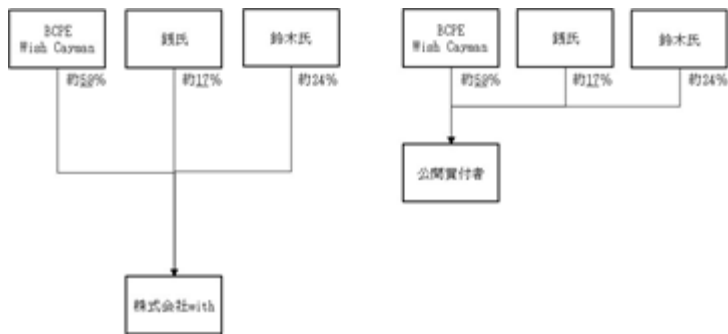 BCPE
Wish Cayman
銭氏
鈴木氏
約59%
約17%
約24%
株式会社with
BCPE
Wish Cayman
銭氏
鈴木氏
約59%
約17%
約24%
公開買付者